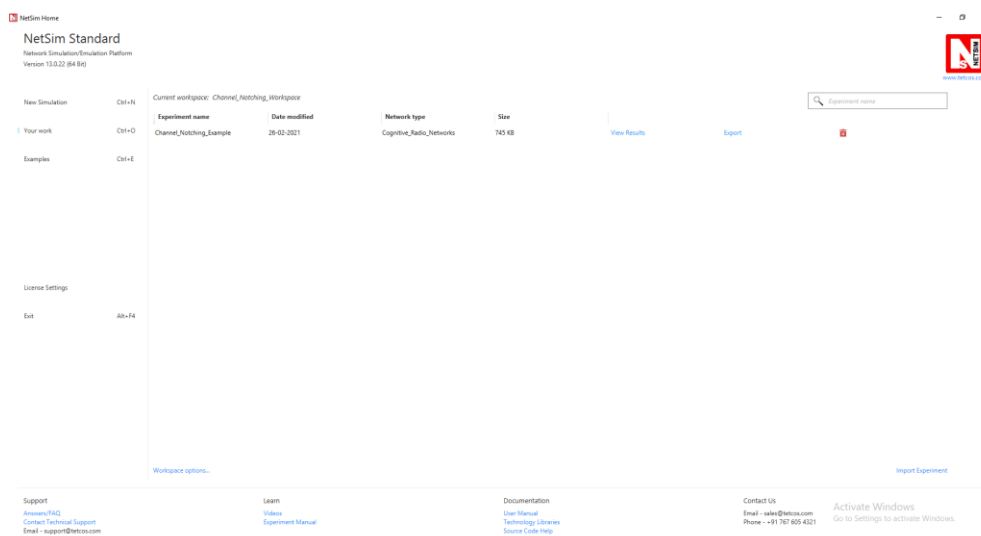 NetSim Home
NetSim Standard
Network Simulation/Emulation Platform
Version 13.0.22 (64 Bit)
NETSIM
www.tetcos.co
New Simulation Ctrl+N
Your work Ctrl+O
Examples Ctrl+E
License Settings
Exit Alt+F4
Current workspace: Channel_Notching_Workspace
Experiment name
Experiment name Date modified Network type Size
Channel_Notching_Example 28-02-2021 Cognitive_Radio_Networks 745 KB View Results Export
Workspace options... Import Experiment
Support
Answers/FAQ
Contact Technical Support
Email - support@tetcos.com
Learn
Videos
Experiment Manual
Documentation
User Manual
Technology Libraries
Source Code Help
Contact Us
Email - sales@tetcos.com
Phone - +91 767 605 4321
Activate Windows
Go to Settings to activate Windows.